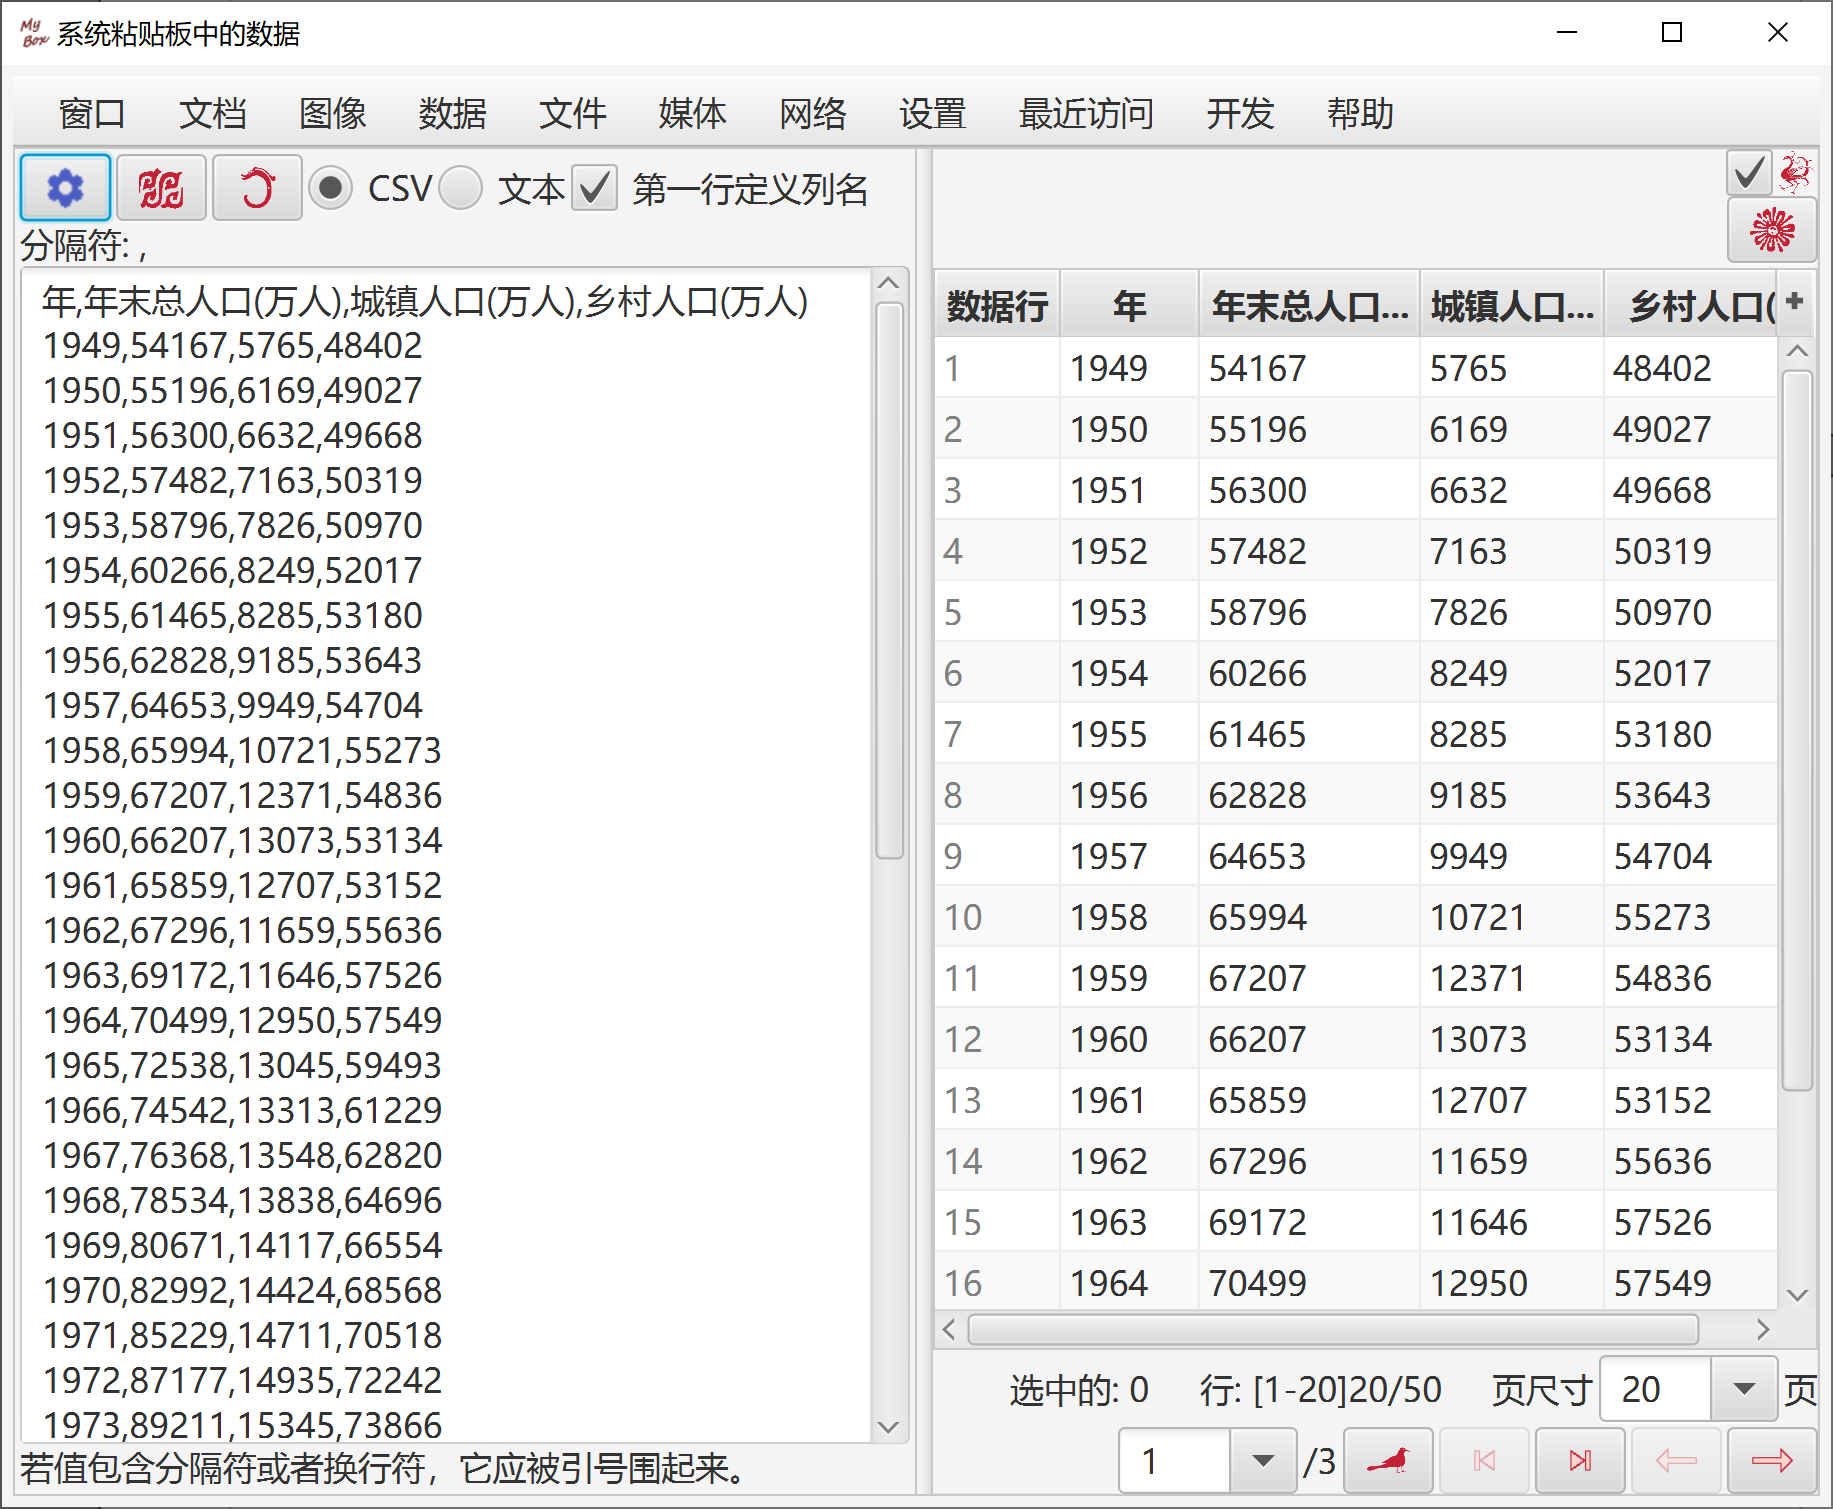 My Box 系统粘贴板中的数据
窗口 文档 图像 数据 文件 媒体 网络 设置 最近访问 开发 帮助
CSV 文本 第一行定义列名
分隔符: ,
年,年末总人口(万人),城镇人口(万人),乡村人口(万人)
1949,54167,5765,48402
1950,55196,6169,49027
1951,56300,6632,49668
1952,57482,7163,50319
1953,58796,7826,50970
1954,60266,8249,52017
1955,61465,8285,53180
1956,62828,9185,53643
1957,64653,9949,54704
1958,65994,10721,55273
1959,67207,12371,54836
1960,66207,13073,53134
1961,65859,12707,53152
1962,67296,11659,55636
1963,69172,11646,57526
1964,70499,12950,57549
1965,72538,13045,59493
1966,74542,13313,61229
1967,76368,13548,62820
1968,78534,13838,64696
1969,80671,14117,66554
1970,82992,14424,68568
1971,85229,14711,70518
1972,87177,14935,72242
1973,89211,15345,73866
若值包含分隔符或者换行符，它应被引号围起来。
数据行 年 年末总人口... 城镇人口... 乡村人口( +
1 1949 54167 5765 48402
2 1950 55196 6169 49027
3 1951 56300 6632 49668
4 1952 57482 7163 50319
5 1953 58796 7826 50970
6 1954 60266 8249 52017
7 1955 61465 8285 53180
8 1956 62828 9185 53643
9 1957 64653 9949 54704
10 1958 65994 10721 55273
11 1959 67207 12371 54836
12 1960 66207 13073 53134
13 1961 65859 12707 53152
14 1962 67296 11659 55636
15 1963 69172 11646 57526
16 1964 70499 12950 57549
选中的: 0 行: [1-20]20/50 页尺寸 20 页
1 /3